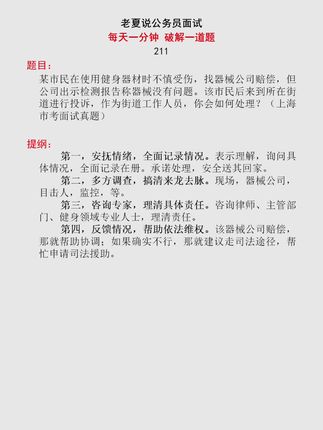 老夏说公务员面试
每天一分钟 破解一道题
211
题目：
某市民在使用健身器材时不慎受伤，找器械公司赔偿，但
公司出示检测报告称器械没有问题。该市民后来到所在街
道进行投诉，作为街道工作人员，你会如何处理？（上海
市考面试真题）
提纲：
第一，安抚情绪，全面记录情况。表示理解，询问具
体情况，全面记录在册。承诺处理，安全送其回家。
第二，多方调查，搞清来龙去脉。现场，器械公司，
目击人，监控，等。
第三，咨询专家，理清具体责任。咨询律师、主管部
门、健身领域专业人士，理清责任。
第四，反馈情况，帮助依法维权。该器械公司赔偿，
那就帮助协调；如果确实不行，那就建议走司法途径，帮
忙申请司法援助。